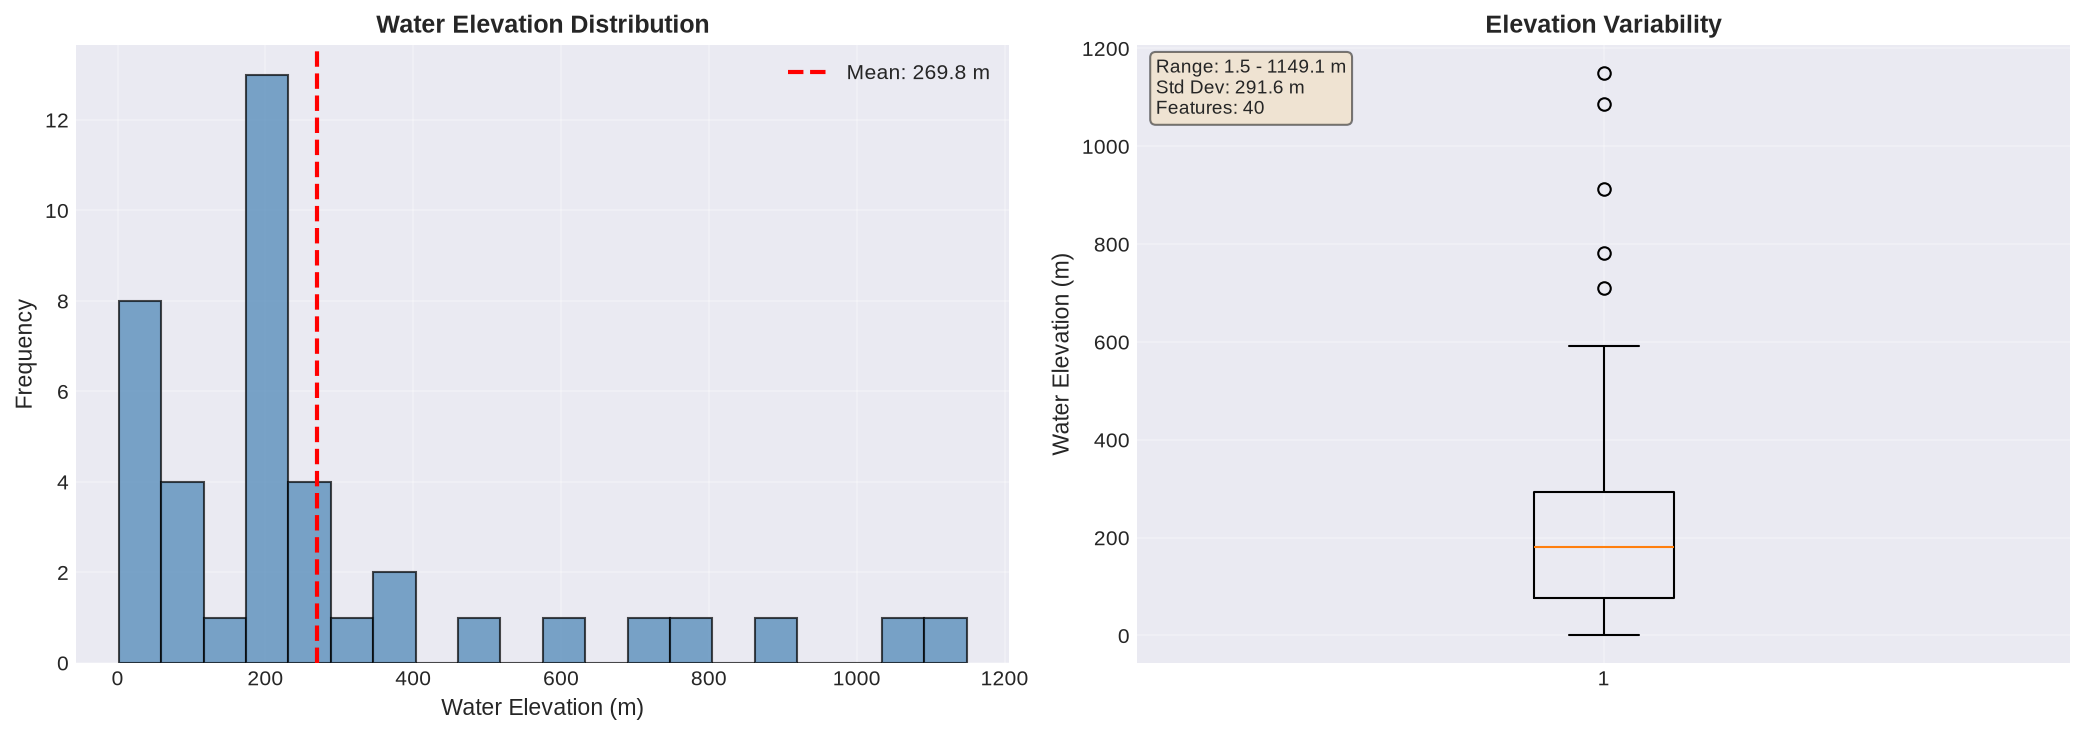 Water Elevation Distribution
Mean: 269.8 m
12
10
8
6
4
2
0
Frequency
0 200 400 600 800 1000 1200
Water Elevation (m)
Elevation Variability
Range: 1.5 - 1149.1 m
Std Dev: 291.6 m
Features: 40
1200
1000
800
600
400
200
0
Water Elevation (m)
1